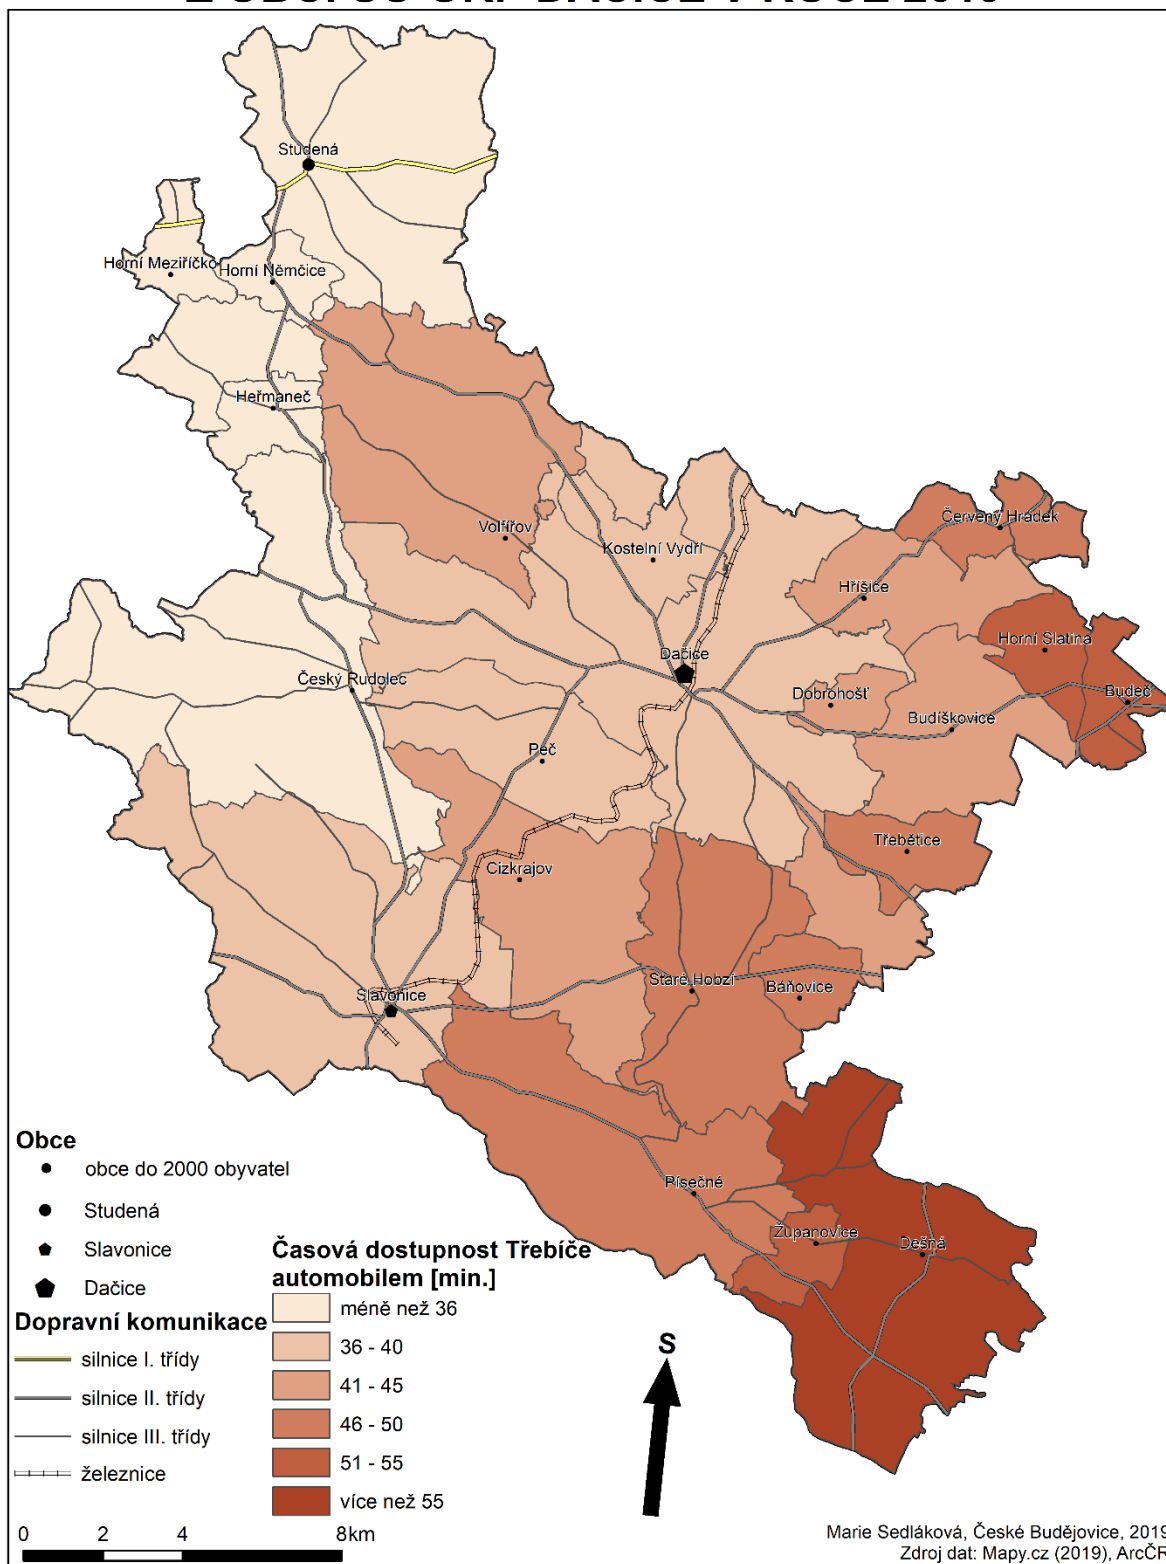 Studená
Horní Meziříčko
Horní Němčice
Heřmaneč
Volfířov
Kostelní Vydří
Červený Hrádek
Hříšice
Horní Slatina
Dačice
Český Rudolec
Dobrohošť
Budeč
Budíškovice
Peč
Třebětice
Cizkrajov
Staré Hobzí
Báňovice
Slavonice
Písečné
Županovice
Dešná
Obce
obce do 2000 obyvatel
Studená
Slavonice
Dačice
Dopravní komunikace
silnice I. třídy
silnice II. třídy
silnice III. třídy
železnice
Časová dostupnost Třebíče
automobilem [min.]
méně než 36
36 - 40
41 - 45
46 - 50
51 - 55
více než 55
S
0 2 4 8km
Marie Sedláková, České Budějovice, 2019
Zdroj dat: Mapy.cz (2019), ArcČR